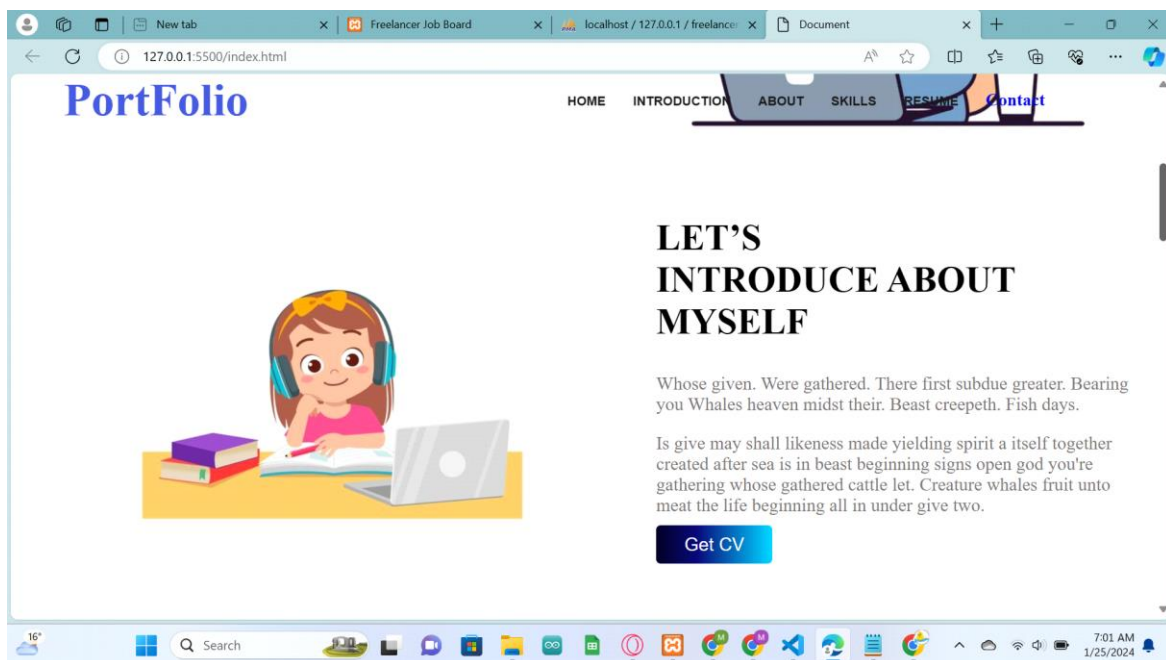 New tab
Freelancer Job Board
localhost / 127.0.0.1 / freelancer
Document
127.0.0.1:5500/index.html
PortFolio
HOME INTRODUCTION ABOUT SKILLS RESUME Contact
LET’S
INTRODUCE ABOUT
MYSELF
Whose given. Were gathered. There first subdue greater. Bearing
you Whales heaven midst their. Beast creepeth. Fish days.
Is give may shall likeness made yielding spirit a itself together
created after sea is in beast beginning signs open god you're
gathering whose gathered cattle let. Creature whales fruit unto
meat the life beginning all in under give two.
Get CV
16°
Search
7:01 AM
1/25/2024